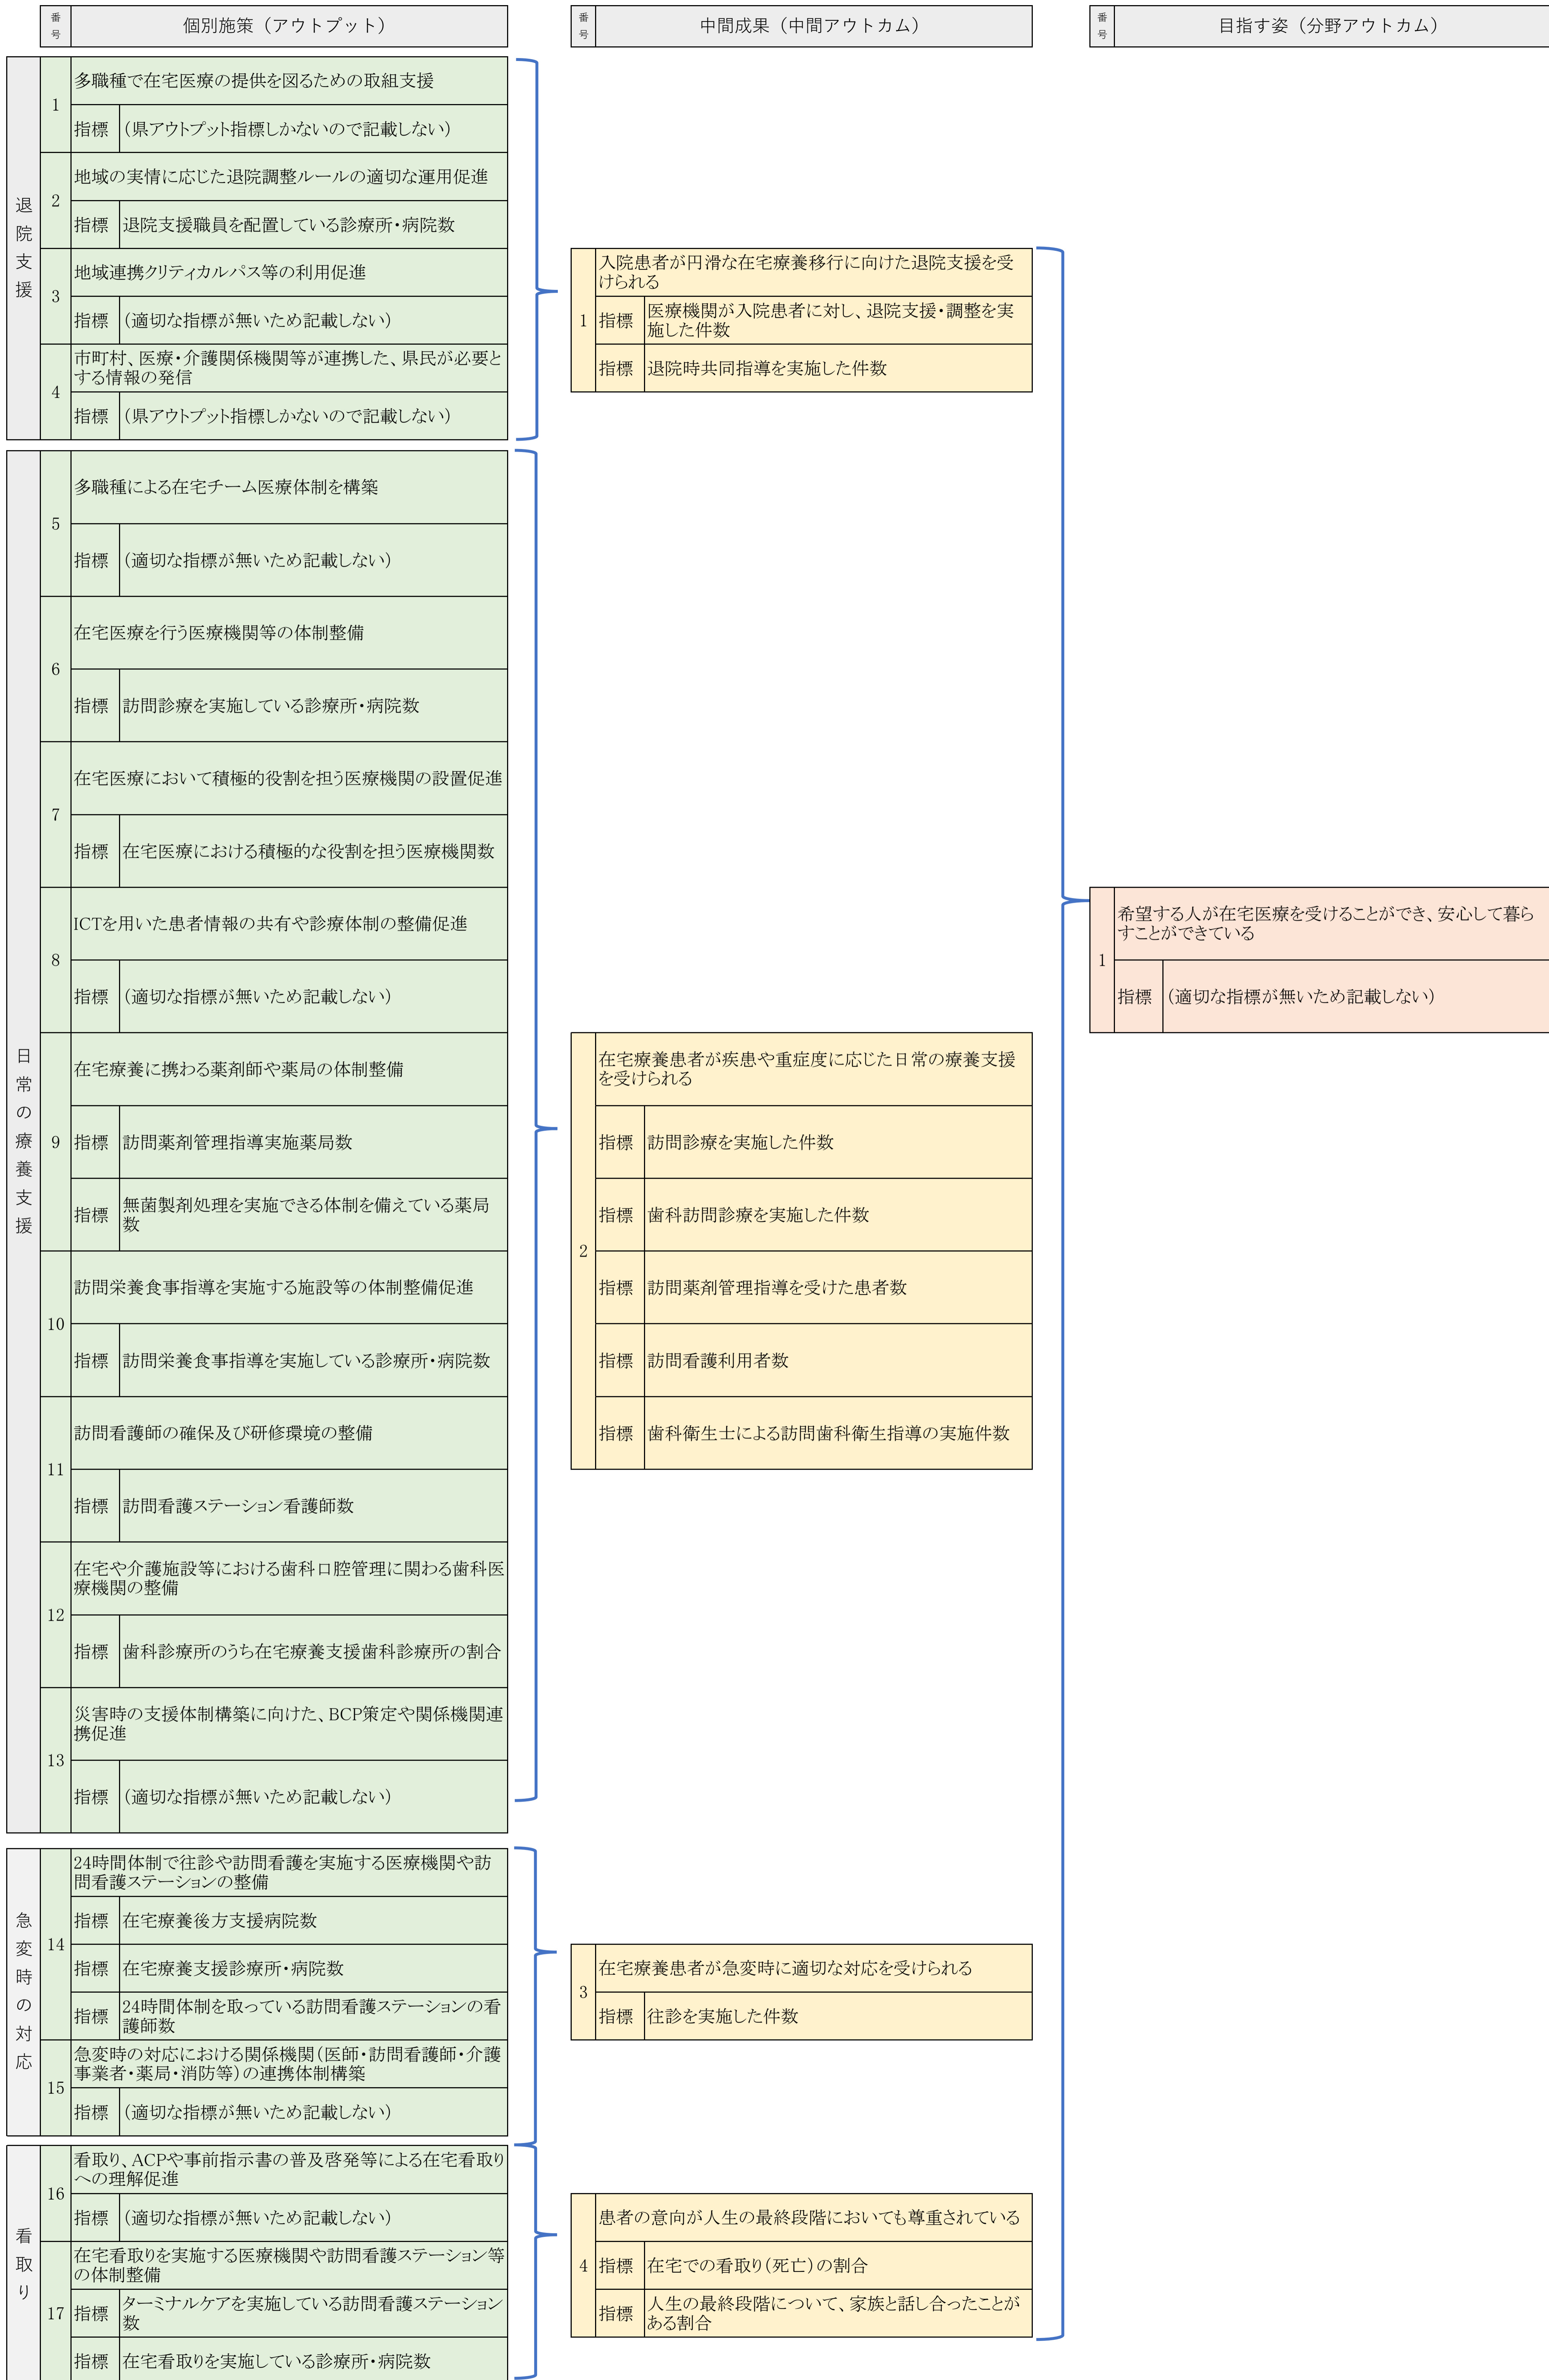 番号
個別施策（アウトプット）
番号
中間成果（中間アウトカム）
番号
目指す姿（分野アウトカム）
退院支援
1
多職種で在宅医療の提供を図るための取組支援
指標
（県アウトプット指標しかないので記載しない）
2
地域の実情に応じた退院調整ルールの適切な運用促進
指標
退院支援職員を配置している診療所・病院数
3
地域連携クリティカルパス等の利用促進
指標
（適切な指標が無いため記載しない）
4
市町村、医療・介護関係機関等が連携した、県民が必要と
する情報の発信
指標
（県アウトプット指標しかないので記載しない）
1
入院患者が円滑な在宅療養移行に向けた退院支援を受
けられる
指標
医療機関が入院患者に対し、退院支援・調整を実
施した件数
指標
退院時共同指導を実施した件数
日常の療養支援
5
多職種による在宅チーム医療体制を構築
指標
（適切な指標が無いため記載しない）
6
在宅医療を行う医療機関等の体制整備
指標
訪問診療を実施している診療所・病院数
7
在宅医療において積極的役割を担う医療機関の設置促進
指標
在宅医療における積極的な役割を担う医療機関数
8
ICTを用いた患者情報の共有や診療体制の整備促進
指標
（適切な指標が無いため記載しない）
9
在宅療養に携わる薬剤師や薬局の体制整備
指標
訪問薬剤管理指導実施薬局数
指標
無菌製剤処理を実施できる体制を備えている薬局
数
10
訪問栄養食事指導を実施する施設等の体制整備促進
指標
訪問栄養食事指導を実施している診療所・病院数
11
訪問看護師の確保及び研修環境の整備
指標
訪問看護ステーション看護師数
12
在宅や介護施設等における歯科口腔管理に関わる歯科医
療機関の整備
指標
歯科診療所のうち在宅療養支援歯科診療所の割合
13
災害時の支援体制構築に向けた、BCP策定や関係機関連
携促進
指標
（適切な指標が無いため記載しない）
2
在宅療養患者が疾患や重症度に応じた日常の療養支援
を受けられる
指標
訪問診療を実施した件数
指標
歯科訪問診療を実施した件数
指標
訪問薬剤管理指導を受けた患者数
指標
訪問看護利用者数
指標
歯科衛生士による訪問歯科衛生指導の実施件数
1
希望する人が在宅医療を受けることができ、安心して暮ら
すことができている
指標
（適切な指標が無いため記載しない）
急変時の対応
14
24時間体制で往診や訪問看護を実施する医療機関や訪
問看護ステーションの整備
指標
在宅療養後方支援病院数
指標
在宅療養支援診療所・病院数
指標
24時間体制を取っている訪問看護ステーションの看
護師数
15
急変時の対応における関係機関（医師・訪問看護師・介護
事業者・薬局・消防等）の連携体制構築
指標
（適切な指標が無いため記載しない）
3
在宅療養患者が急変時に適切な対応を受けられる
指標
往診を実施した件数
看取り
16
看取り、ACPや事前指示書の普及啓発等による在宅看取り
への理解促進
指標
（適切な指標が無いため記載しない）
17
在宅看取りを実施する医療機関や訪問看護ステーション等
の体制整備
指標
ターミナルケアを実施している訪問看護ステーション
数
指標
在宅看取りを実施している診療所・病院数
4
患者の意向が人生の最終段階においても尊重されている
指標
在宅での看取り（死亡）の割合
指標
人生の最終段階について、家族と話し合ったことが
ある割合